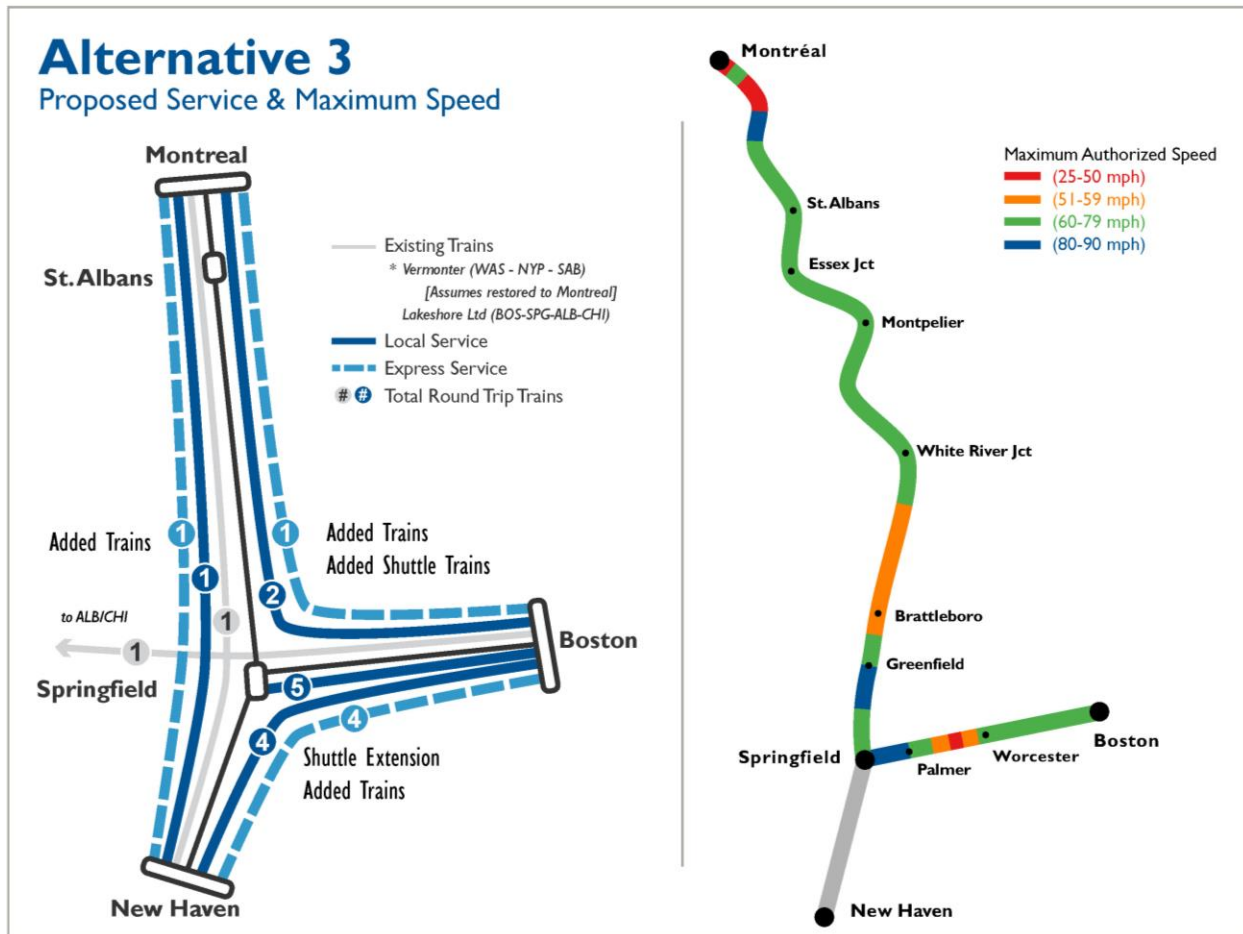 Alternative 3
Proposed Service & Maximum Speed
Montreal
St. Albans
Existing Trains
* Vermonter (WAS - NYP - SAB)
[Assumes restored to Montreal]
Lakeshore Ltd (BOS-SPG-ALB-CHI)
Local Service
Express Service
# # Total Round Trip Trains
Added Trains
1
1
Added Trains
Added Shuttle Trains
1
2
1
to ALB/CHI
1
Boston
Springfield
5
4
4
Shuttle Extension
Added Trains
New Haven
Montréal
Maximum Authorized Speed
(25-50 mph)
(51-59 mph)
(60-79 mph)
(80-90 mph)
St. Albans
Essex Jct
Montpelier
White River Jct
Brattleboro
Greenfield
Springfield
Palmer
Worcester
Boston
New Haven